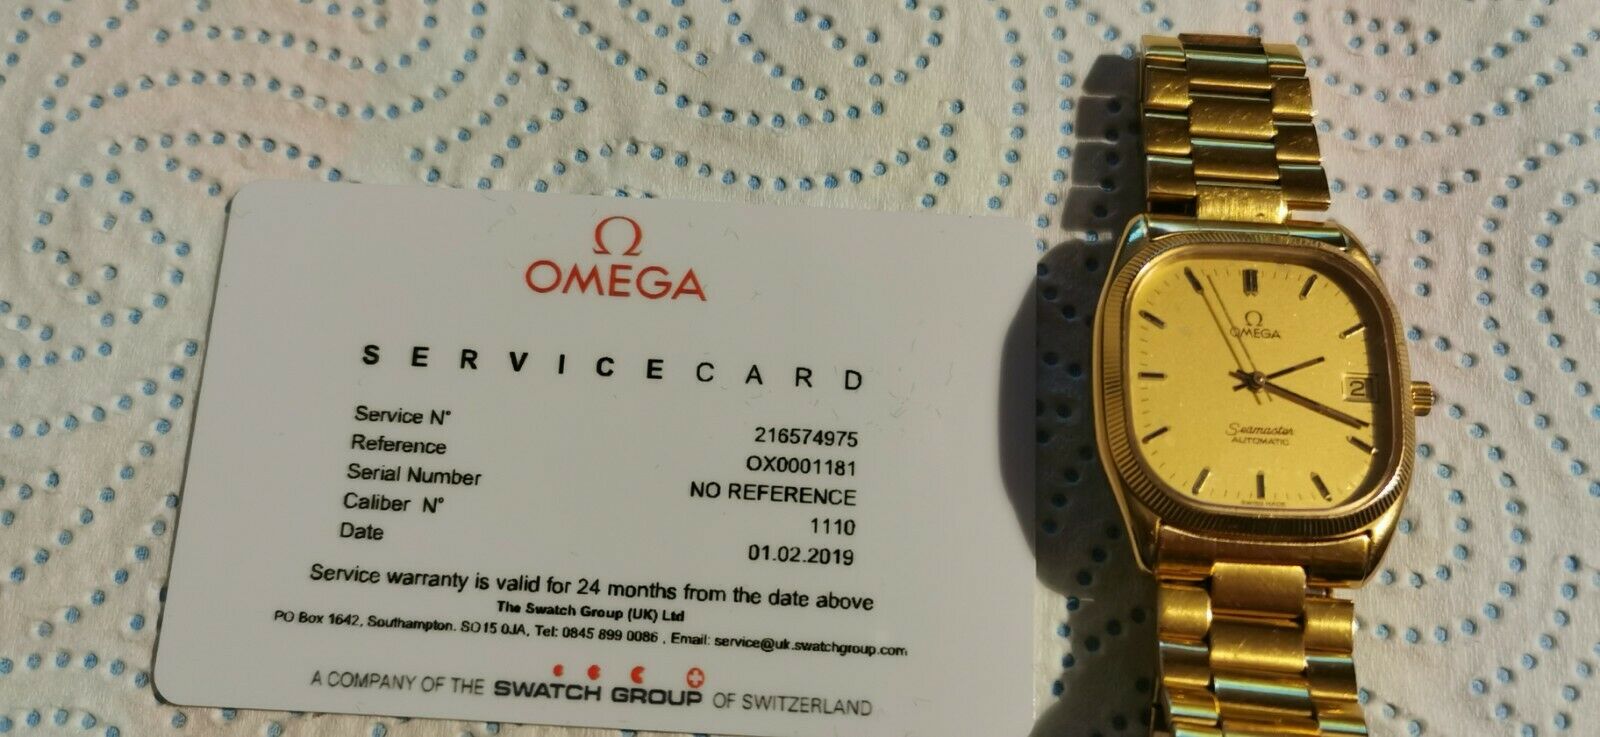 Ω
OMEGA
SERVICECARD
Service N° 216574975
Reference OX0001181
Serial Number NO REFERENCE
Caliber N° 1110
Date 01.02.2019
Service warranty is valid for 24 months from the date above
The Swatch Group (UK) Ltd
PO Box 1642, Southampton. SO15 0JA, Tel: 0845 899 0086 , Email: service@uk.swatchgroup.com
A COMPANY OF THE SWATCH GROUP OF SWITZERLAND
Ω
OMEGA
2
Seamaster
AUTOMATIC
SWISS MADE